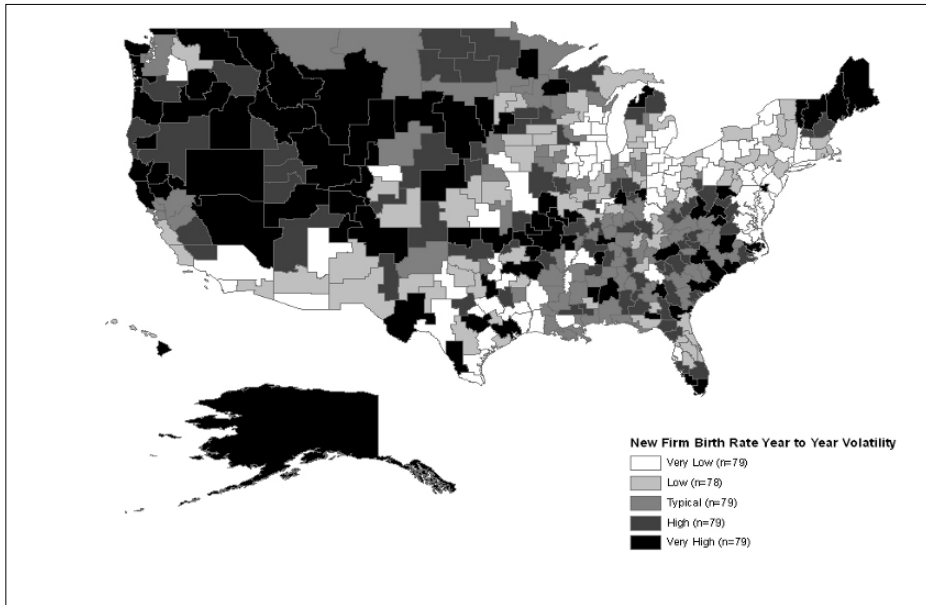 New Firm Birth Rate Year to Year Volatility
Very Low (n=79)
Low (n=78)
Typical (n=79)
High (n=79)
Very High (n=79)